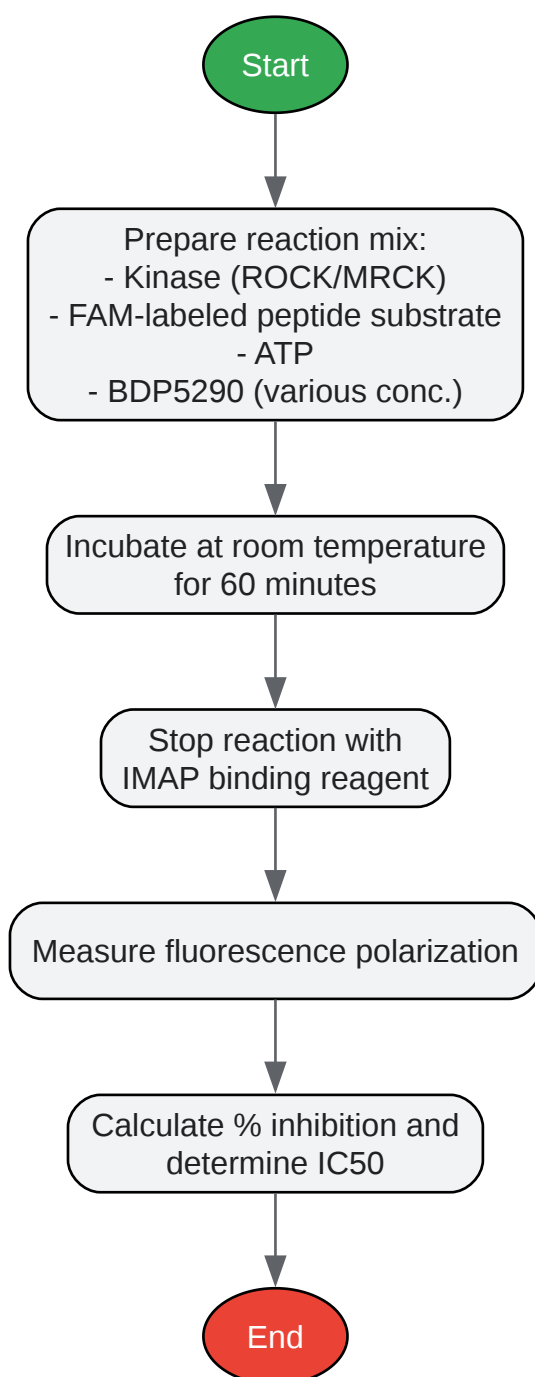 Start
Prepare reaction mix:
- Kinase (ROCK/MRCK)
- FAM-labeled peptide substrate
- ATP
- BDP5290 (various conc.)
Incubate at room temperature
for 60 minutes
Stop reaction with
IMAP binding reagent
Measure fluorescence polarization
Calculate % inhibition and
determine IC50
End